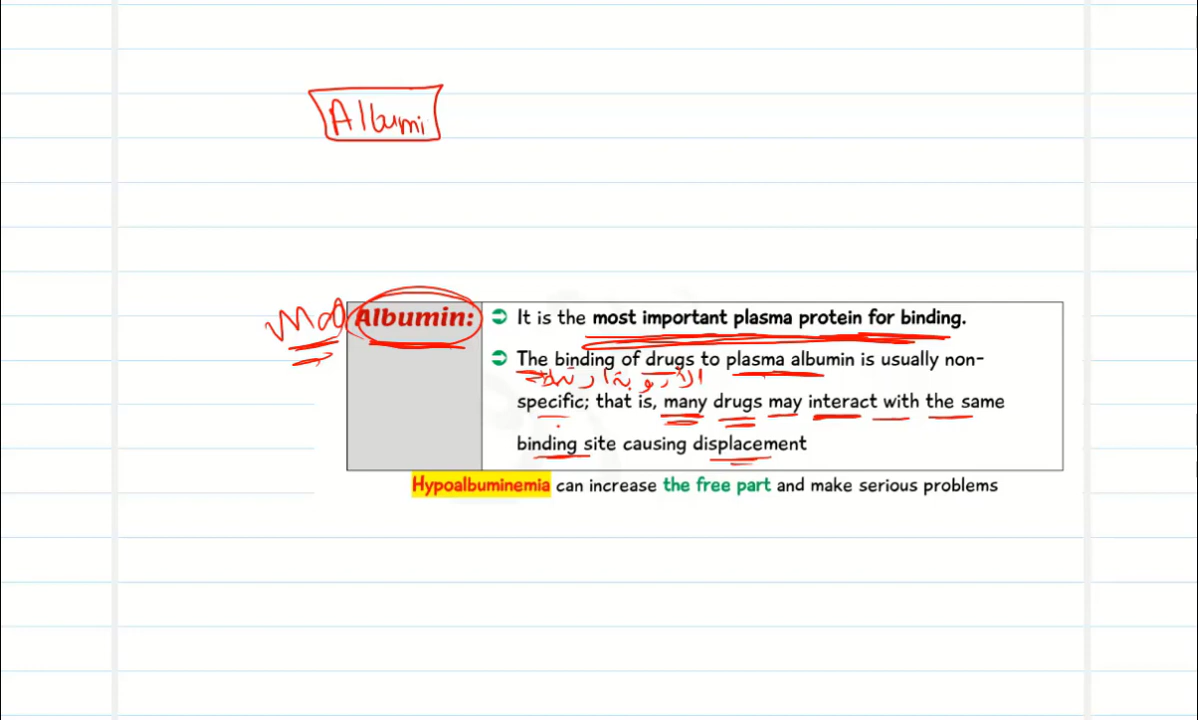 Albumi
Albumin:
➲ It is the most important plasma protein for binding.
➲ The binding of drugs to plasma albumin is usually non-
specific; that is, many drugs may interact with the same
binding site causing displacement
Hypoalbuminemia can increase the free part and make serious problems